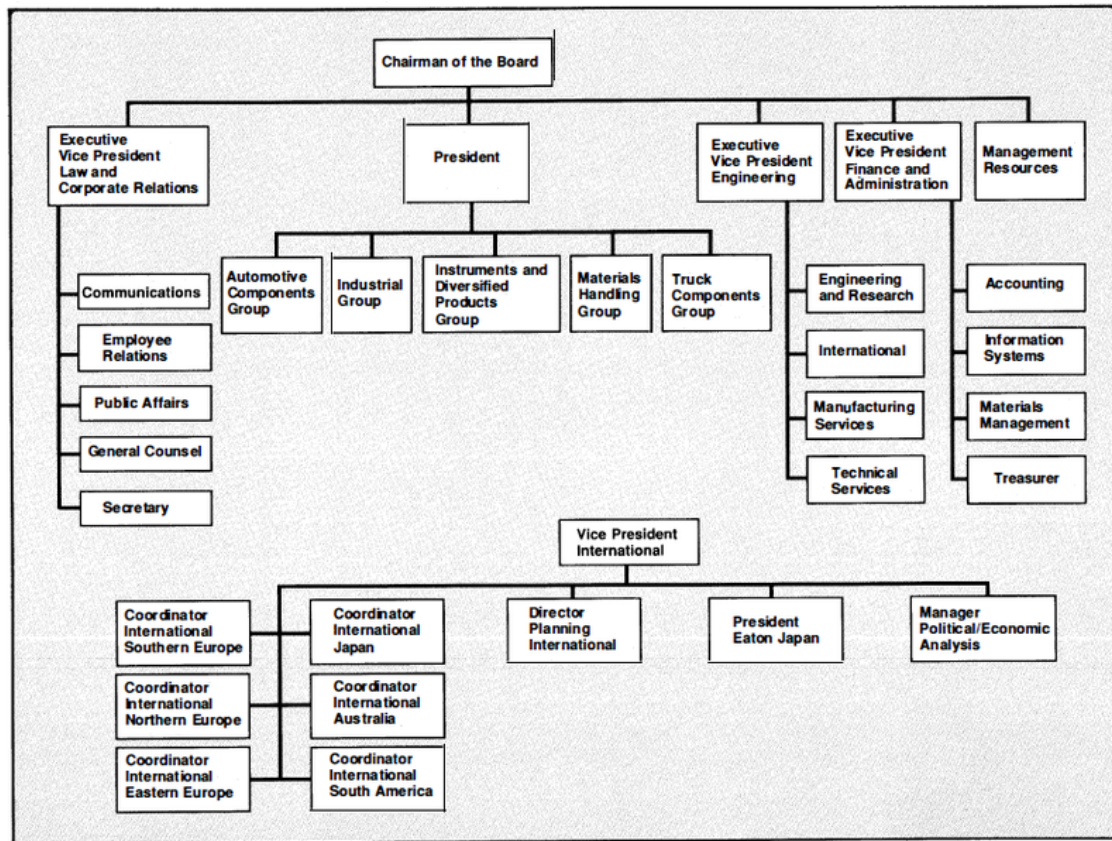 Chairman of the Board
Executive
Vice President
Law and
Corporate Relations
President
Executive
Vice President
Engineering
Executive
Vice President
Finance and
Administration
Management
Resources
Communications
Employee
Relations
Public Affairs
General Counsel
Secretary
Automotive
Components
Group
Industrial
Group
Instruments and
Diversified
Products
Group
Materials
Handling
Group
Truck
Components
Group
Engineering
and Research
International
Manufacturing
Services
Technical
Services
Accounting
Information
Systems
Materials
Management
Treasurer
Vice President
International
Coordinator
International
Southern Europe
Coordinator
International
Japan
Director
Planning
International
President
Eaton Japan
Manager
Political/Economic
Analysis
Coordinator
International
Northern Europe
Coordinator
International
Australia
Coordinator
International
Eastern Europe
Coordinator
International
South America